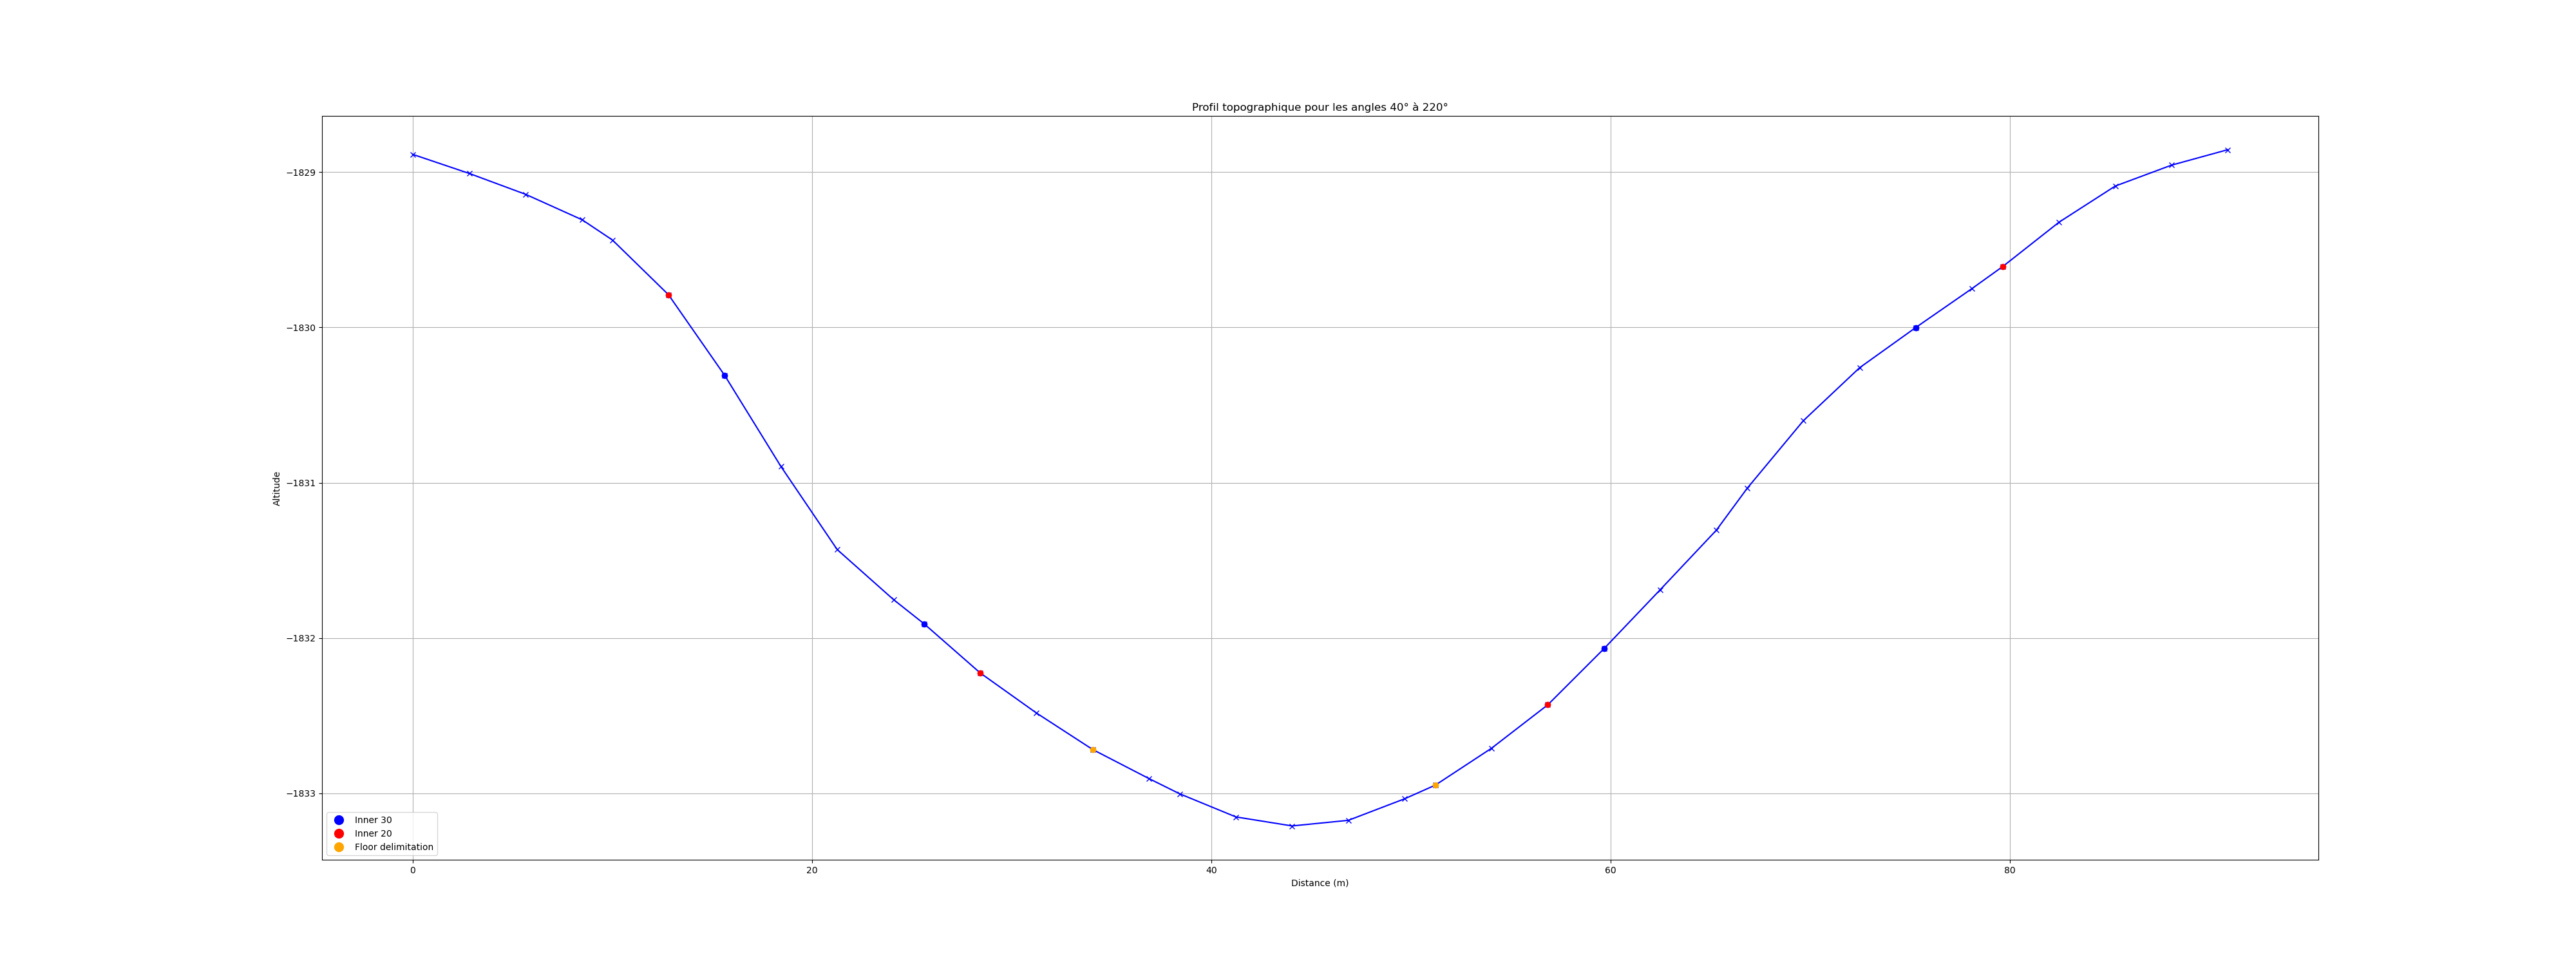 Profil topographique pour les angles 40° à 220°
Altitude
−1829
−1830
−1831
−1832
−1833
0
20
40
60
80
Distance (m)
Inner 30
Inner 20
Floor delimitation